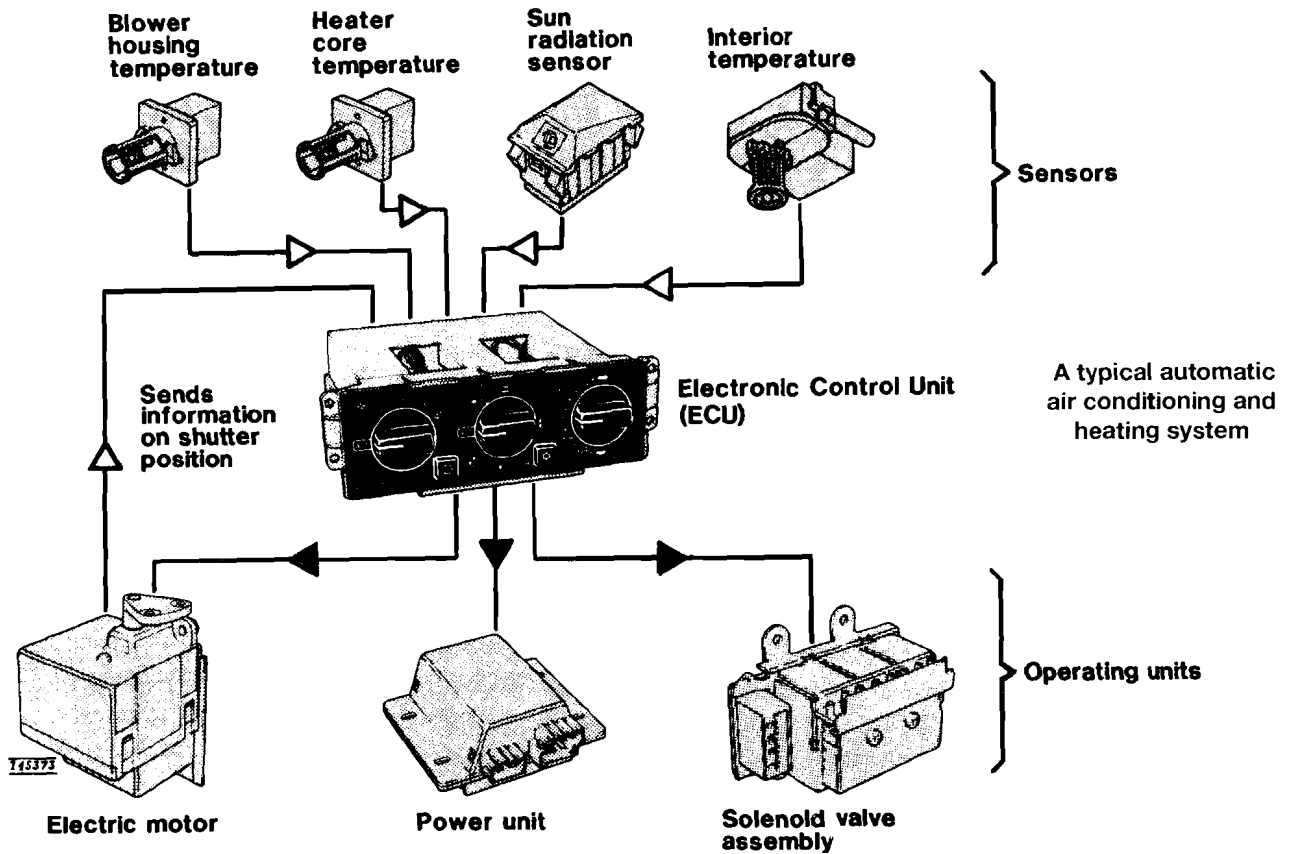 Blower
housing
temperature
Heater
core
temperature
Sun
radiation
sensor
Interior
temperature
Sensors
Sends
information
on shutter
position
Electronic Control Unit
(ECU)
A typical automatic
air conditioning and
heating system
Operating units
T45373
Electric motor
Power unit
Solenoid valve
assembly